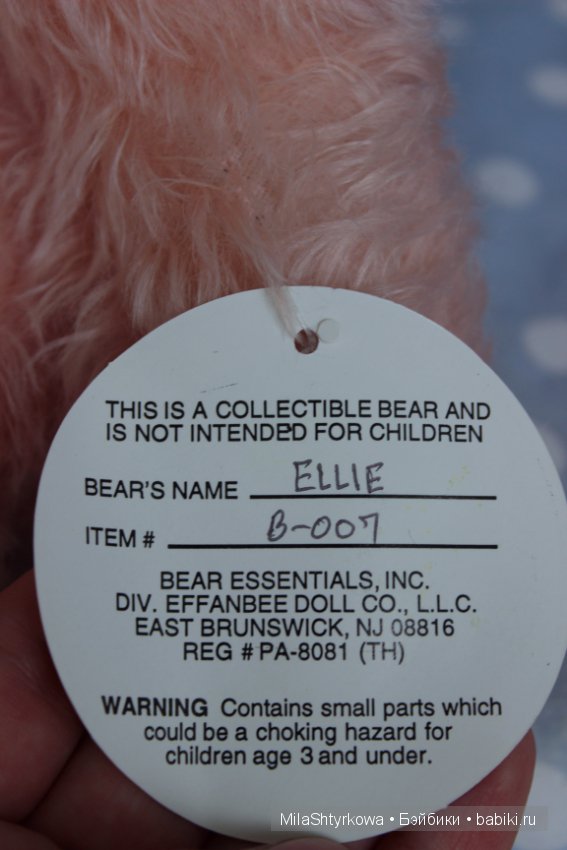 THIS IS A COLLECTIBLE BEAR AND
IS NOT INTENDED FOR CHILDREN
BEAR'S NAME ELLIE
ITEM # B-007
BEAR ESSENTIALS, INC.
DIV. EFFANBEE DOLL CO., L.L.C.
EAST BRUNSWICK, NJ 08816
REG # PA-8081 (TH)
WARNING Contains small parts which
could be a choking hazard for
children age 3 and under.
MilaShtyrkowa • Бэйбики • babiki.ru